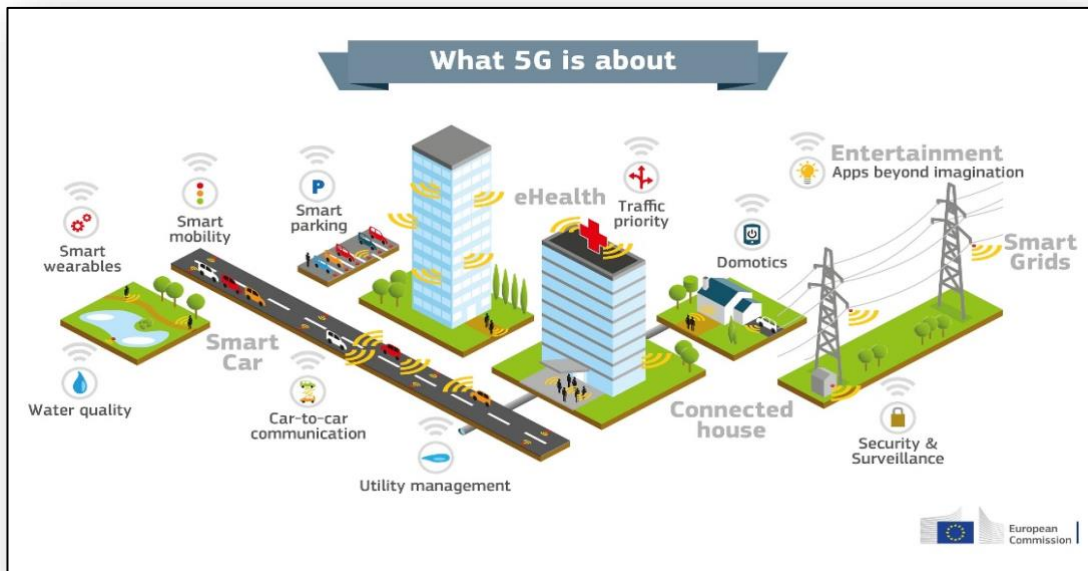 What 5G is about
Smart
wearables
Smart
mobility
P
Smart
parking
eHealth
Traffic
priority
Domotics
Entertainment
Apps beyond imagination
Smart
Grids
Smart
Car
Water quality
Car-to-car
communication
Utility management
Connected
house
Security &
Surveillance
European
Commission